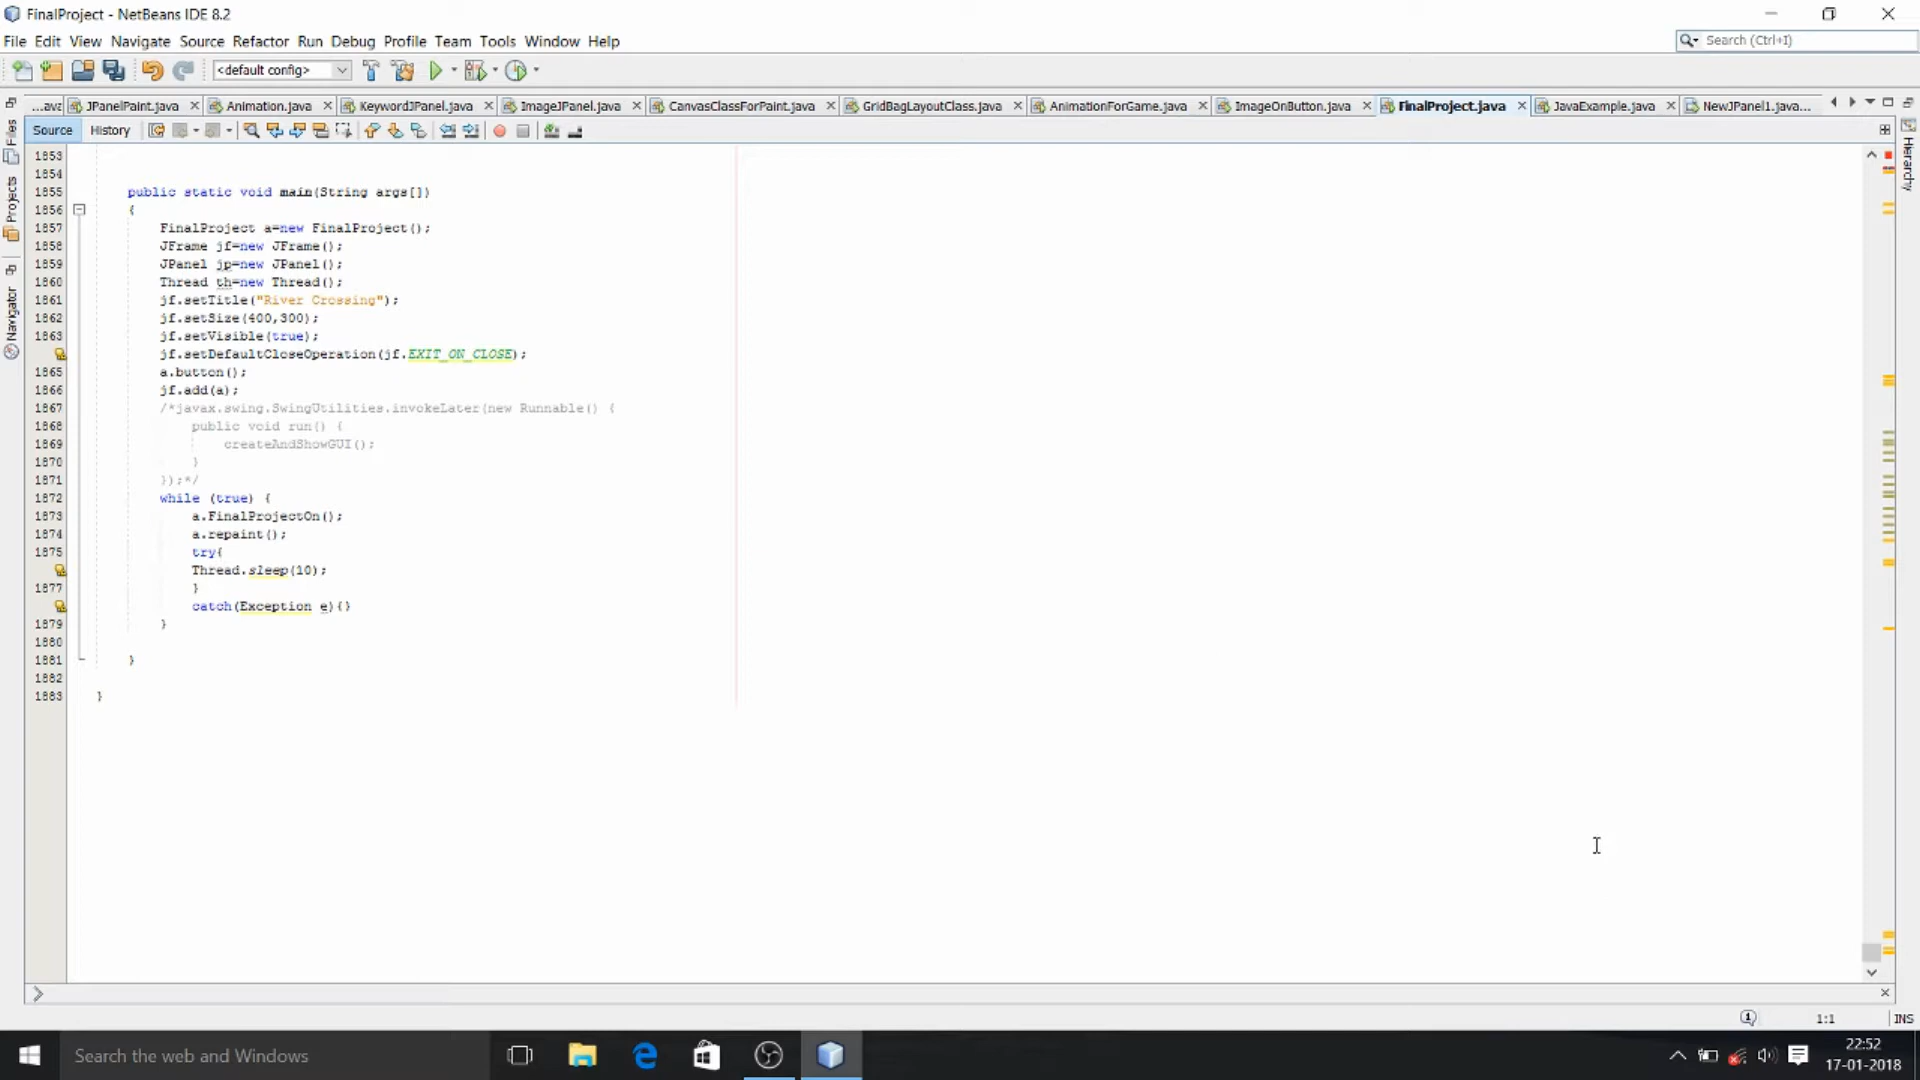 FinalProject - NetBeans IDE 8.2
File Edit View Navigate Source Refactor Run Debug Profile Team Tools Window Help
Search (Ctrl+I)
<default config>
...ava JPanelPaint.java Animation.java KeywordJPanel.java ImageJPanel.java CanvasClassForPaint.java GridBagLayoutClass.java AnimationForGame.java ImageOnButton.java FinalProject.java JavaExample.java NewJPanel1.java...
Source History
Files
Projects
Navigator
Hierarchy
1853
1854
1855 public static void main(String args[])
1856 {
1857 FinalProject a=new FinalProject();
1858 JFrame jf=new JFrame();
1859 JPanel jp=new JPanel();
1860 Thread th=new Thread();
1861 jf.setTitle("River Crossing");
1862 jf.setSize(400,300);
1863 jf.setVisible(true);
jf.setDefaultCloseOperation(jf.EXIT_ON_CLOSE);
1865 a.button();
1866 jf.add(a);
1867 /*javax.swing.SwingUtilities.invokeLater(new Runnable() {
1868 public void run() {
1869 createAndShowGUI();
1870 }
1871 });*/
1872 while (true) {
1873 a.FinalProjectOn();
1874 a.repaint();
1875 try{
Thread.sleep(10);
1877 }
catch(Exception e){}
1879 }
1880
1881 }
1882
1883 }
1:1 INS
Search the web and Windows
22:52
17-01-2018